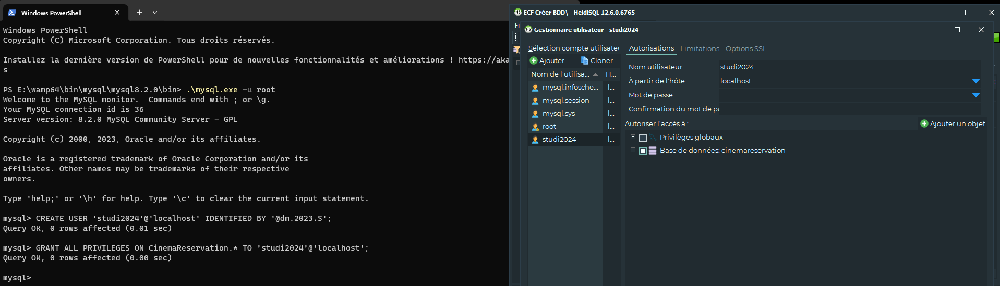 Windows PowerShell
Windows PowerShell
Copyright (C) Microsoft Corporation. Tous droits réservés.
Installez la dernière version de PowerShell pour de nouvelles fonctionnalités et améliorations ! https://aka
s
PS E:\wamp64\bin\mysql\mysql8.2.0\bin> .\mysql.exe -u root
Welcome to the MySQL monitor.  Commands end with ; or \g.
Your MySQL connection id is 36
Server version: 8.2.0 MySQL Community Server - GPL
Copyright (c) 2000, 2023, Oracle and/or its affiliates.
Oracle is a registered trademark of Oracle Corporation and/or its
affiliates. Other names may be trademarks of their respective
owners.
Type 'help;' or '\h' for help. Type '\c' to clear the current input statement.
mysql> CREATE USER 'studi2024'@'localhost' IDENTIFIED BY '@dm.2023.$';
Query OK, 0 rows affected (0.01 sec)
mysql> GRANT ALL PRIVILEGES ON CinemaReservation.* TO 'studi2024'@'localhost';
Query OK, 0 rows affected (0.00 sec)
mysql>
HS ECF Créer BDD\ - HeidiSQL 12.6.0.6765
Fi
HS Gestionnaire utilisateur - studi2024
Sélection compte utilisateu
Ajouter Cloner
Nom de l'utilisa... H...
mysql.infosche... l...
mysql.session l...
mysql.sys l...
root l...
studi2024 l...
Autorisations Limitations Options SSL
Nom utilisateur : studi2024
À partir de l'hôte : localhost
Mot de passe :
Confirmation du mot de pa
Autoriser l'accès à : Ajouter un objet
Privilèges globaux
Base de données: cinemareservation